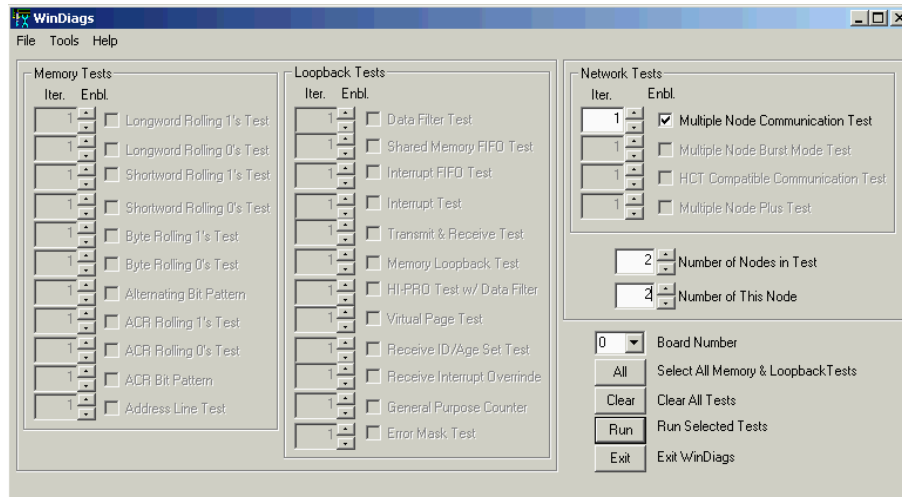 WinDiags
File Tools Help
Memory Tests
Iter. Enbl.
1 Longword Rolling 1's Test
1 Longword Rolling 0's Test
1 Shortword Rolling 1's Test
1 Shortword Rolling 0's Test
1 Byte Rolling 1's Test
1 Byte Rolling 0's Test
1 Alternating Bit Pattern
1 ACR Rolling 1's Test
1 ACR Rolling 0's Test
1 ACR Bit Pattern
1 Address Line Test
Loopback Tests
Iter. Enbl.
1 Data Filter Test
1 Shared Memory FIFO Test
1 Interrupt FIFO Test
1 Interrupt Test
1 Transmit & Receive Test
1 Memory Loopback Test
1 HI-PRO Test w/ Data Filter
1 Virtual Page Test
1 Receive ID/Age Set Test
1 Receive Interrupt Overrinde
1 General Purpose Counter
1 Error Mask Test
Network Tests
Iter. Enbl.
1 Multiple Node Communication Test
1 Multiple Node Burst Mode Test
1 HCT Compatible Communication Test
1 Multiple Node Plus Test
2 Number of Nodes in Test
2 Number of This Node
0 Board Number
All Select All Memory & LoopbackTests
Clear Clear All Tests
Run Run Selected Tests
Exit Exit WinDiags